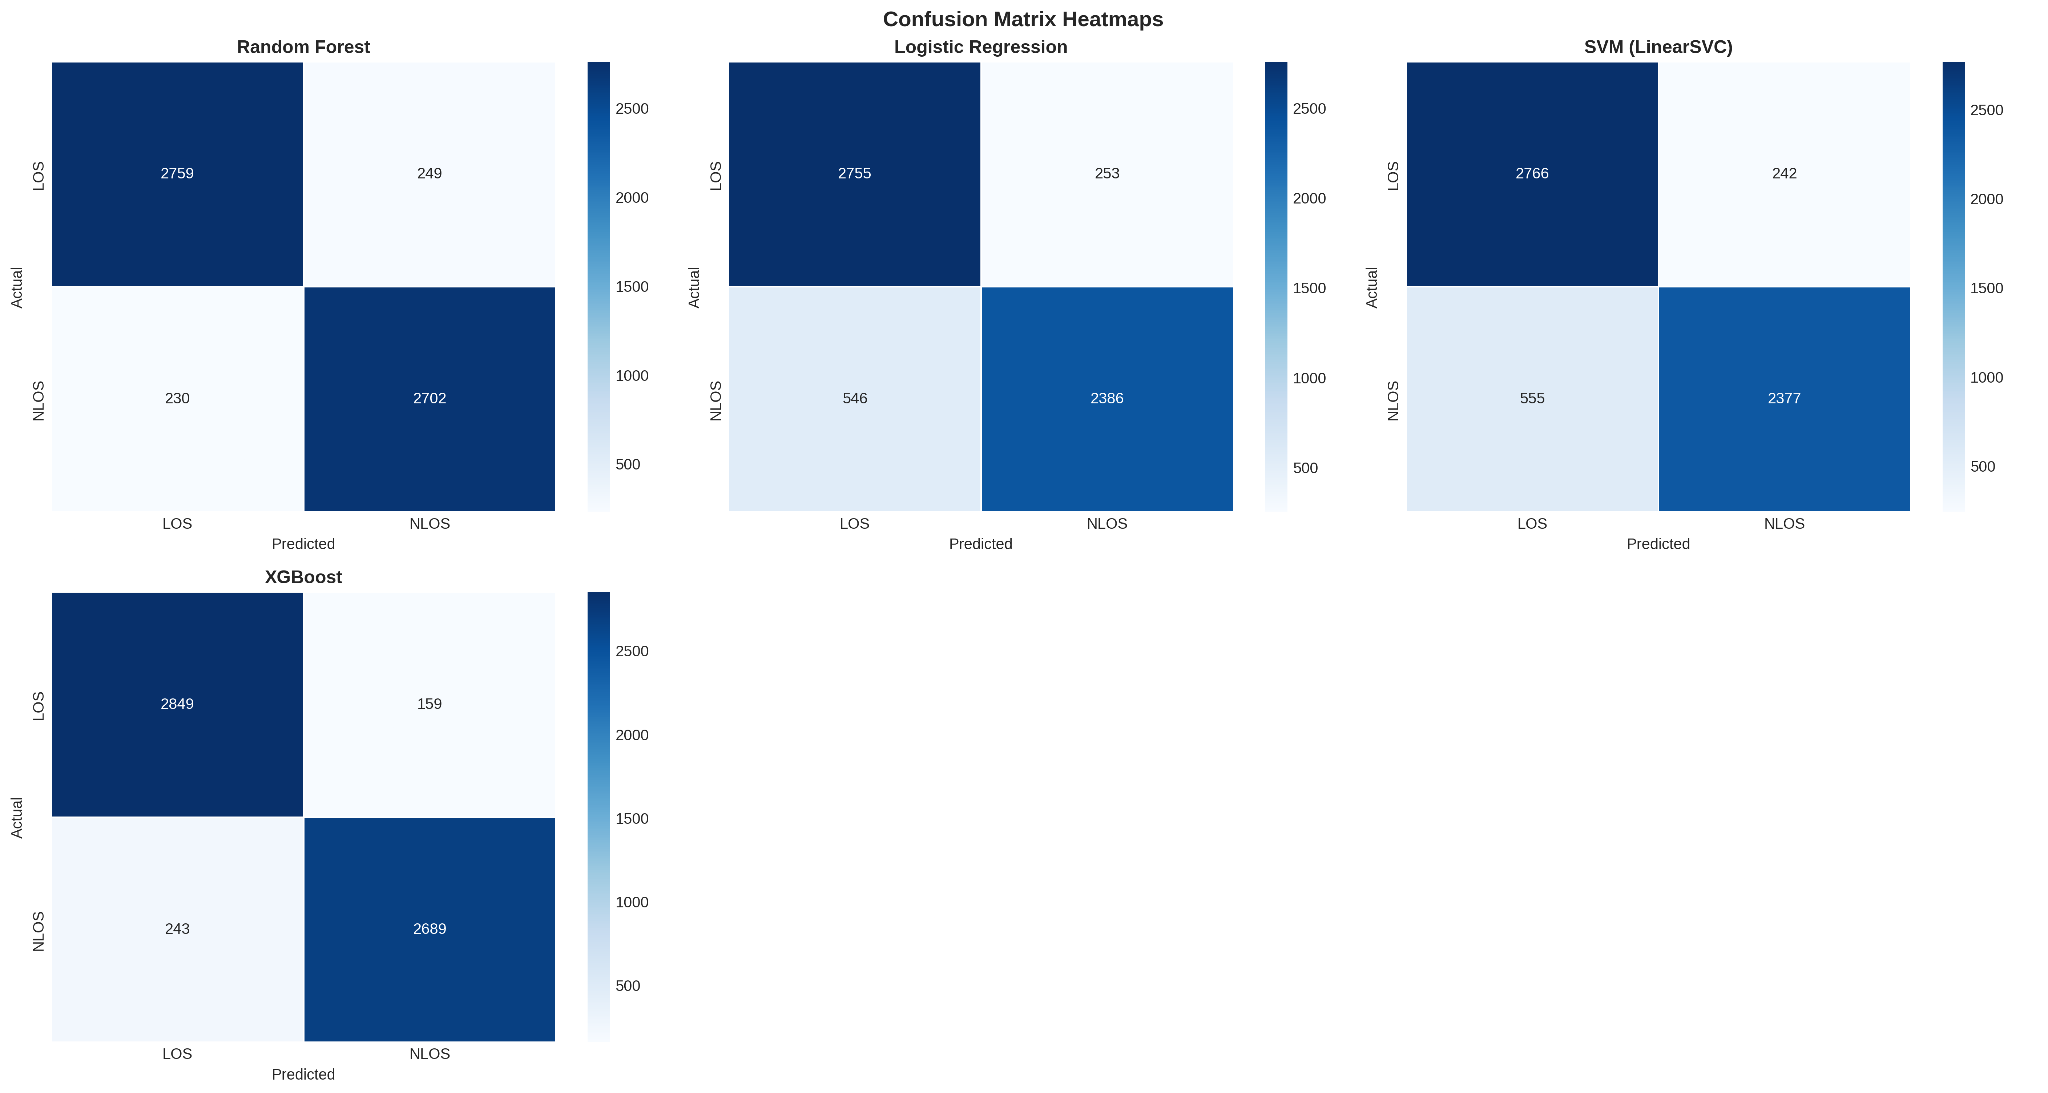 Confusion Matrix Heatmaps
Random Forest
LOS
NLOS
Actual
2759
249
230
2702
LOS
NLOS
Predicted
2500
2000
1500
1000
500
Logistic Regression
LOS
NLOS
Actual
2755
253
546
2386
LOS
NLOS
Predicted
2500
2000
1500
1000
500
SVM (LinearSVC)
LOS
NLOS
Actual
2766
242
555
2377
LOS
NLOS
Predicted
2500
2000
1500
1000
500
XGBoost
LOS
NLOS
Actual
2849
159
243
2689
LOS
NLOS
Predicted
2500
2000
1500
1000
500